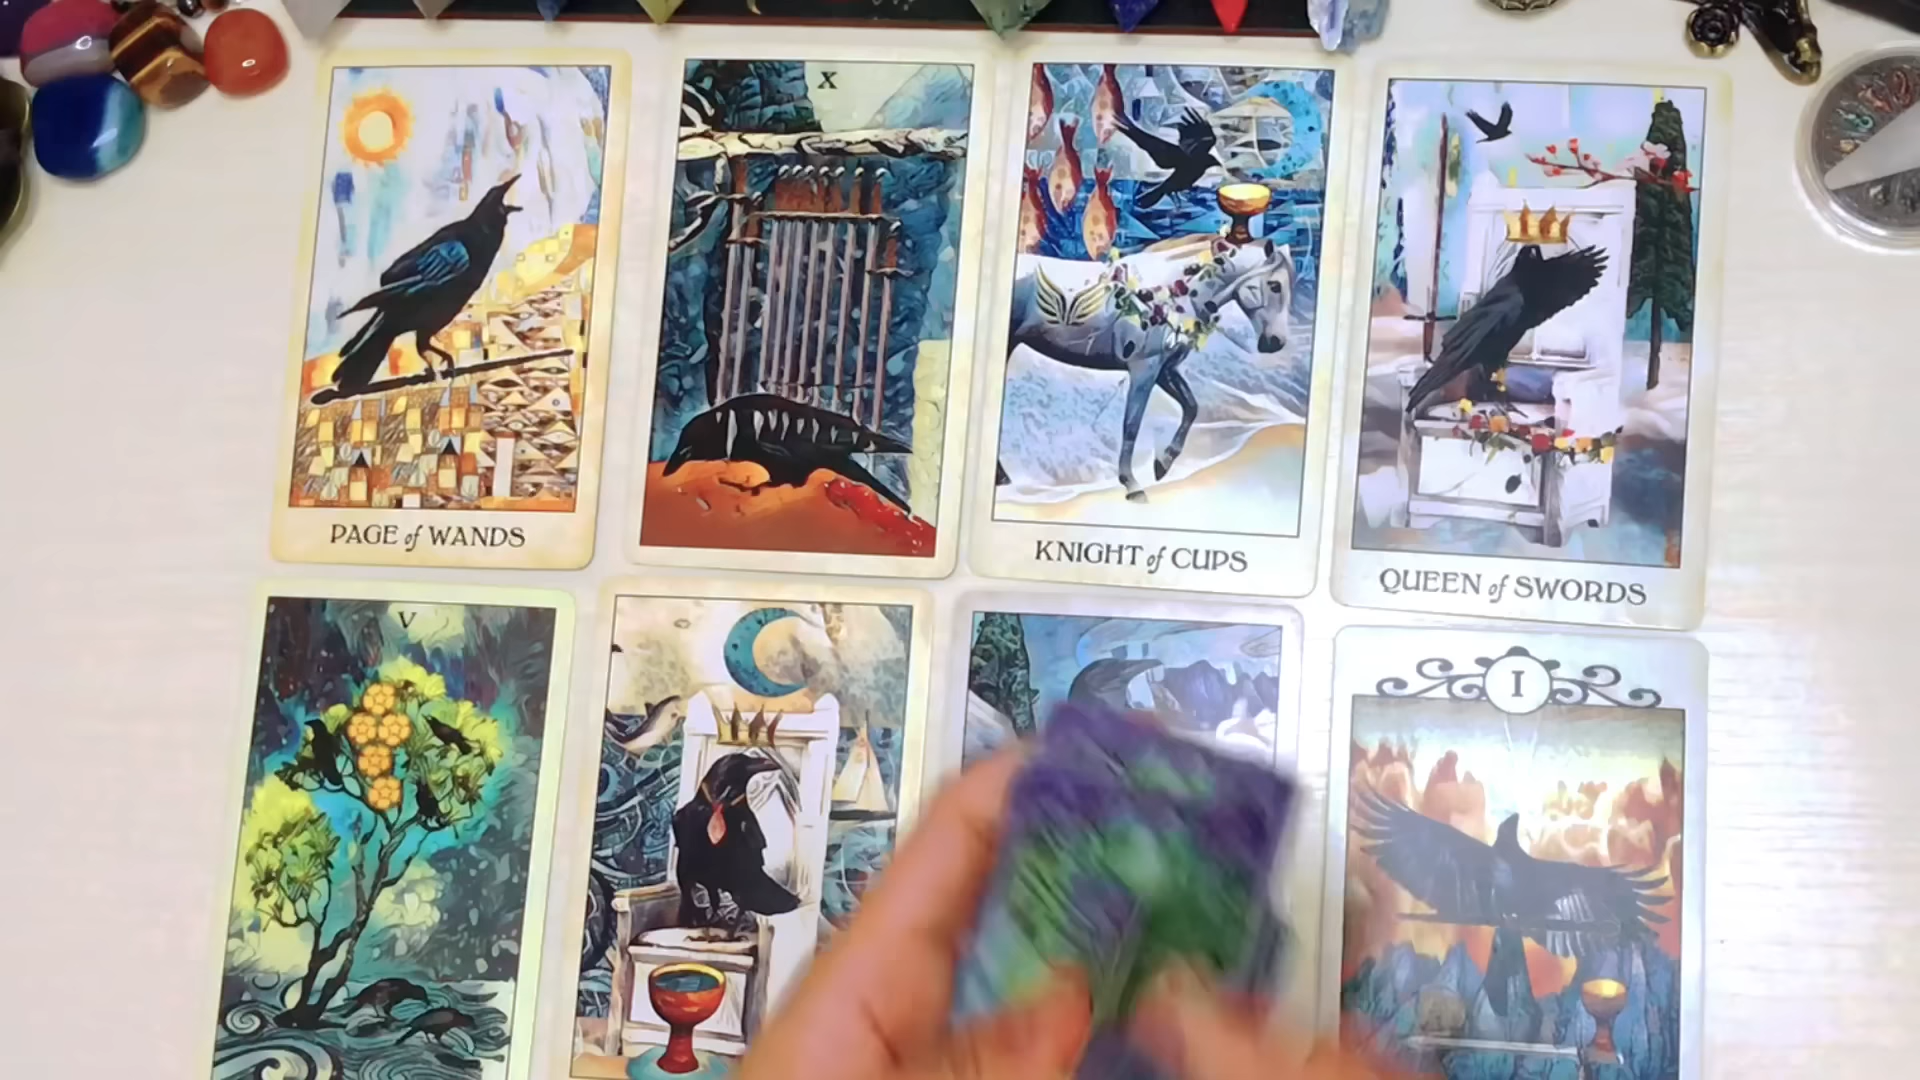 X
PAGE of WANDS
KNIGHT of CUPS
QUEEN of SWORDS
V
I